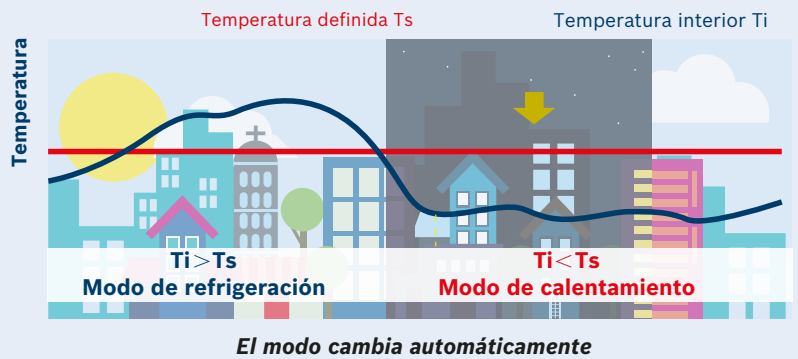 Temperatura definida Ts
Temperatura interior Ti
Temperatura
Ti>Ts
Modo de refrigeración
Ti<Ts
Modo de calentamiento
El modo cambia automáticamente